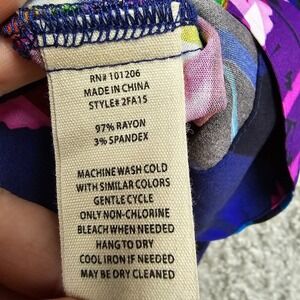 RN# 101206
MADE IN CHINA
STYLE# 2FA15
97% RAYON
3% SPANDEX
MACHINE WASH COLD
WITH SIMILAR COLORS
GENTLE CYCLE
ONLY NON-CHLORINE
BLEACH WHEN NEEDED
HANG TO DRY
COOL IRON IF NEEDED
MAY BE DRY CLEANED